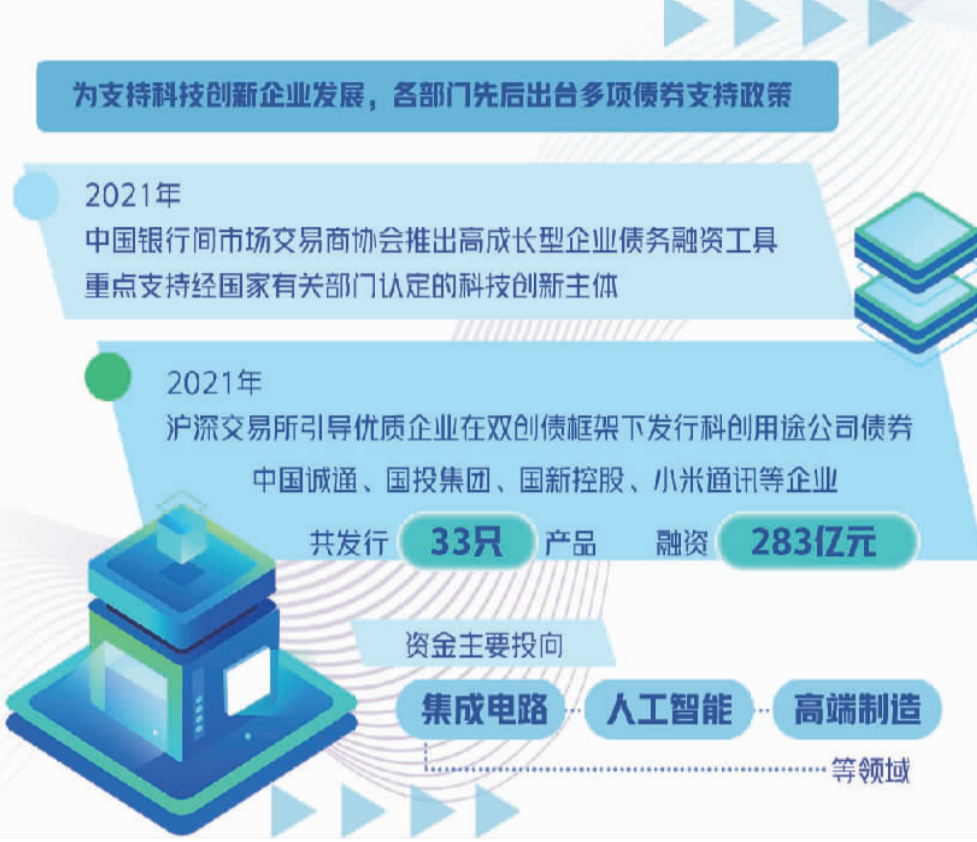 为支持科技创新企业发展，各部门先后出台多项债券支持政策
2021年
中国银行间市场交易商协会推出高成长型企业债务融资工具
重点支持经国家有关部门认定的科技创新主体
2021年
沪深交易所引导优质企业在双创债框架下发行科创用途公司债券
中国诚通、国投集团、国新控股、小米通讯等企业
共发行 33只 产品 融资 283亿元
资金主要投向
集成电路 人工智能 高端制造
等领域